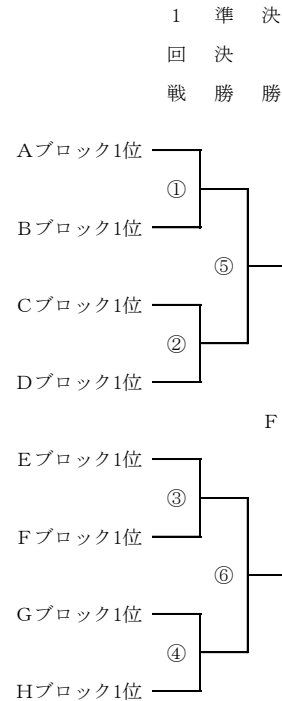 1回戦
準決勝
決勝
Aブロック1位
①
Bブロック1位
⑤
Cブロック1位
②
Dブロック1位
F
Eブロック1位
③
Fブロック1位
⑥
Gブロック1位
④
Hブロック1位